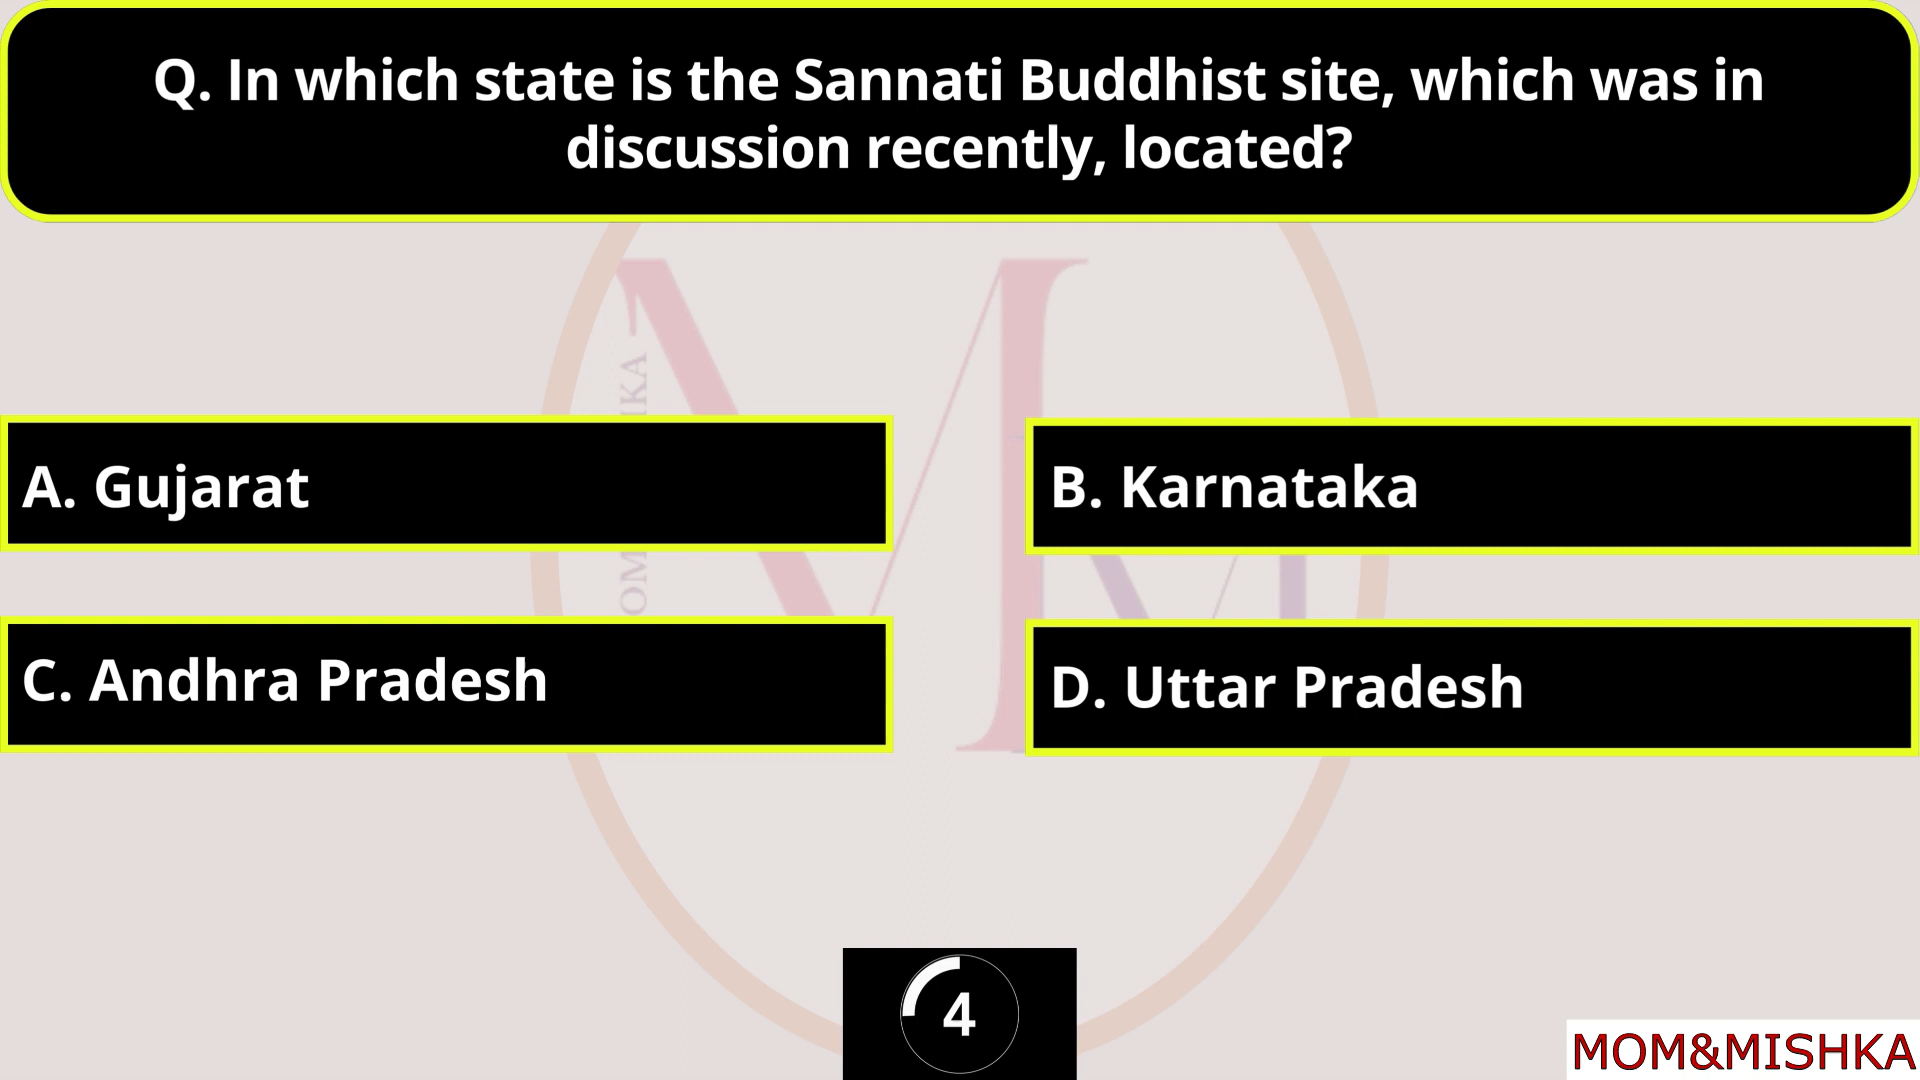 Q. In which state is the Sannati Buddhist site, which was in
discussion recently, located?
A. Gujarat
B. Karnataka
C. Andhra Pradesh
D. Uttar Pradesh
4
MOM&MISHKA